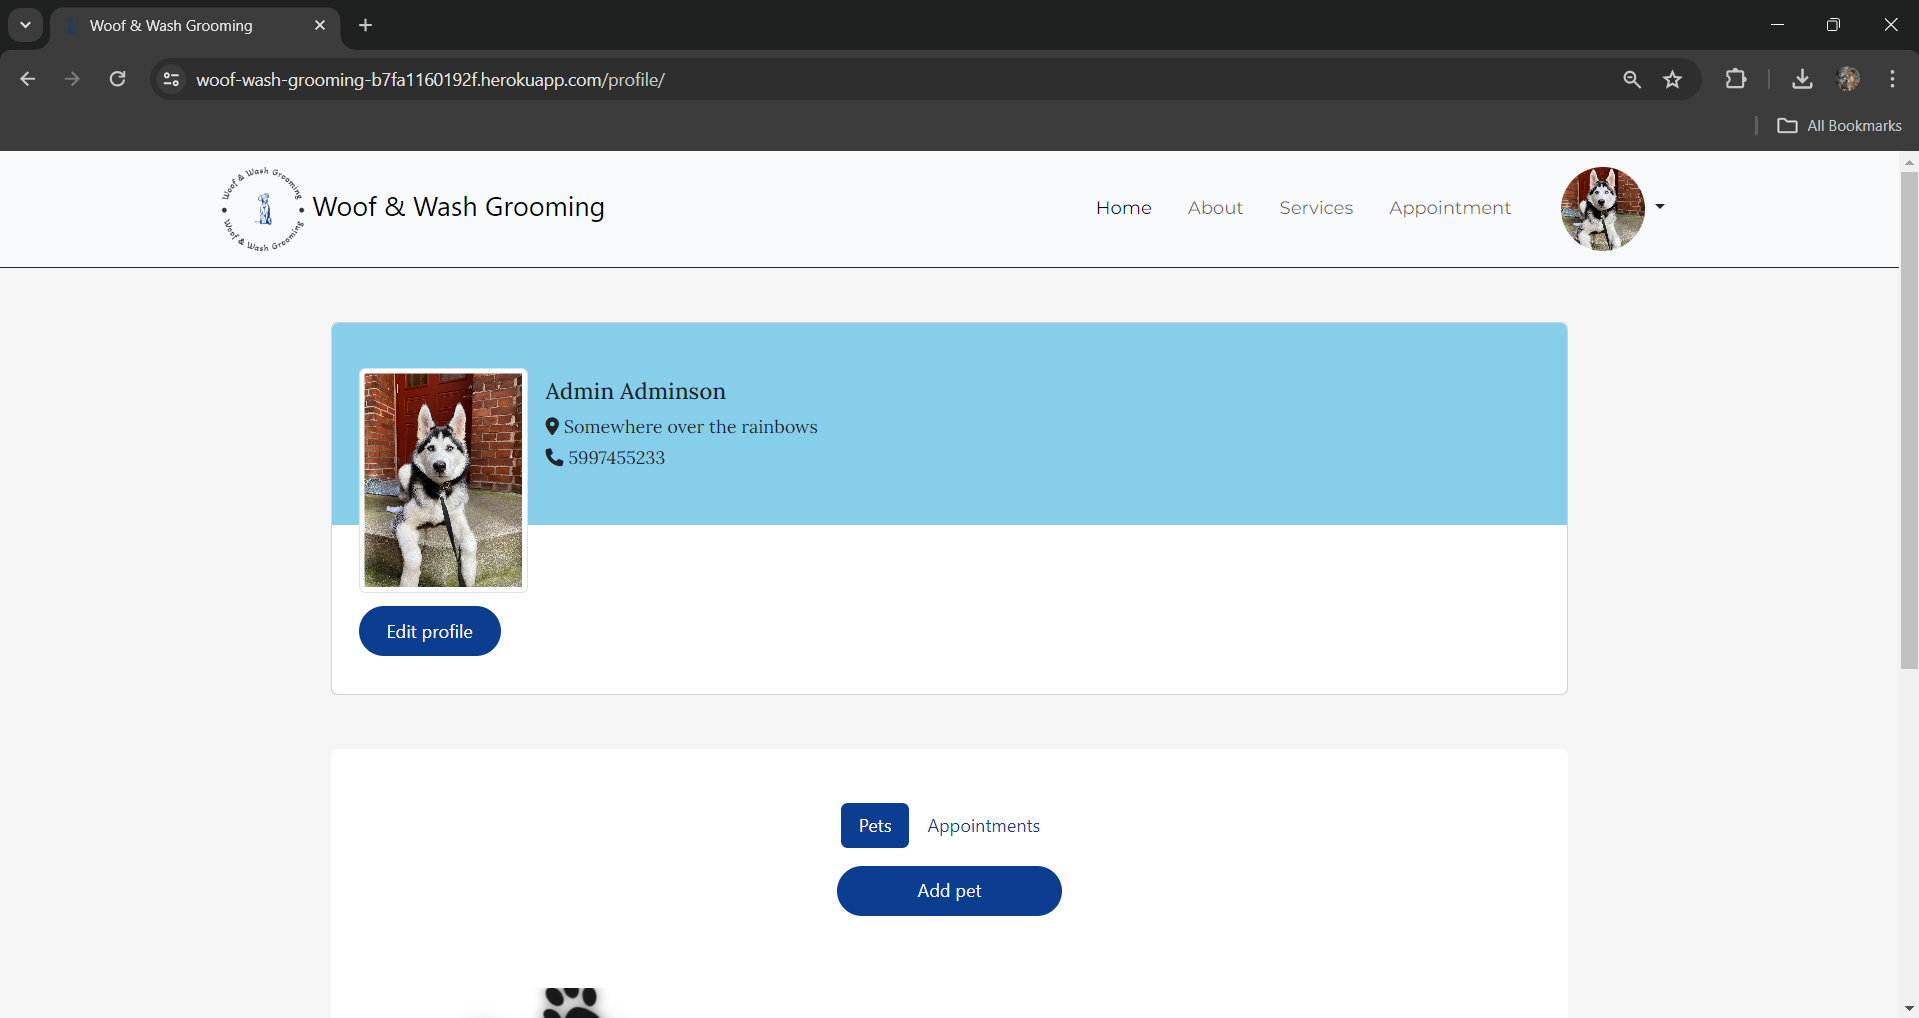 Woof & Wash Grooming
woof-wash-grooming-b7fa1160192f.herokuapp.com/profile/
All Bookmarks
Woof & Wash Grooming
Woof & Wash Grooming
Woof & Wash Grooming
Home
About
Services
Appointment
Admin Adminson
Somewhere over the rainbows
5997455233
Edit profile
Pets
Appointments
Add pet